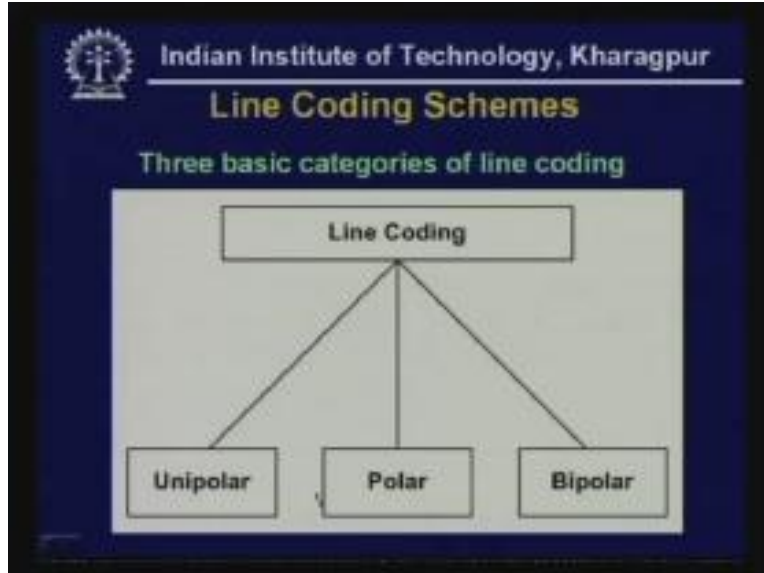 Indian Institute of Technology, Kharagpur
Line Coding Schemes
Three basic categories of line coding
Line Coding
Unipolar Polar Bipolar